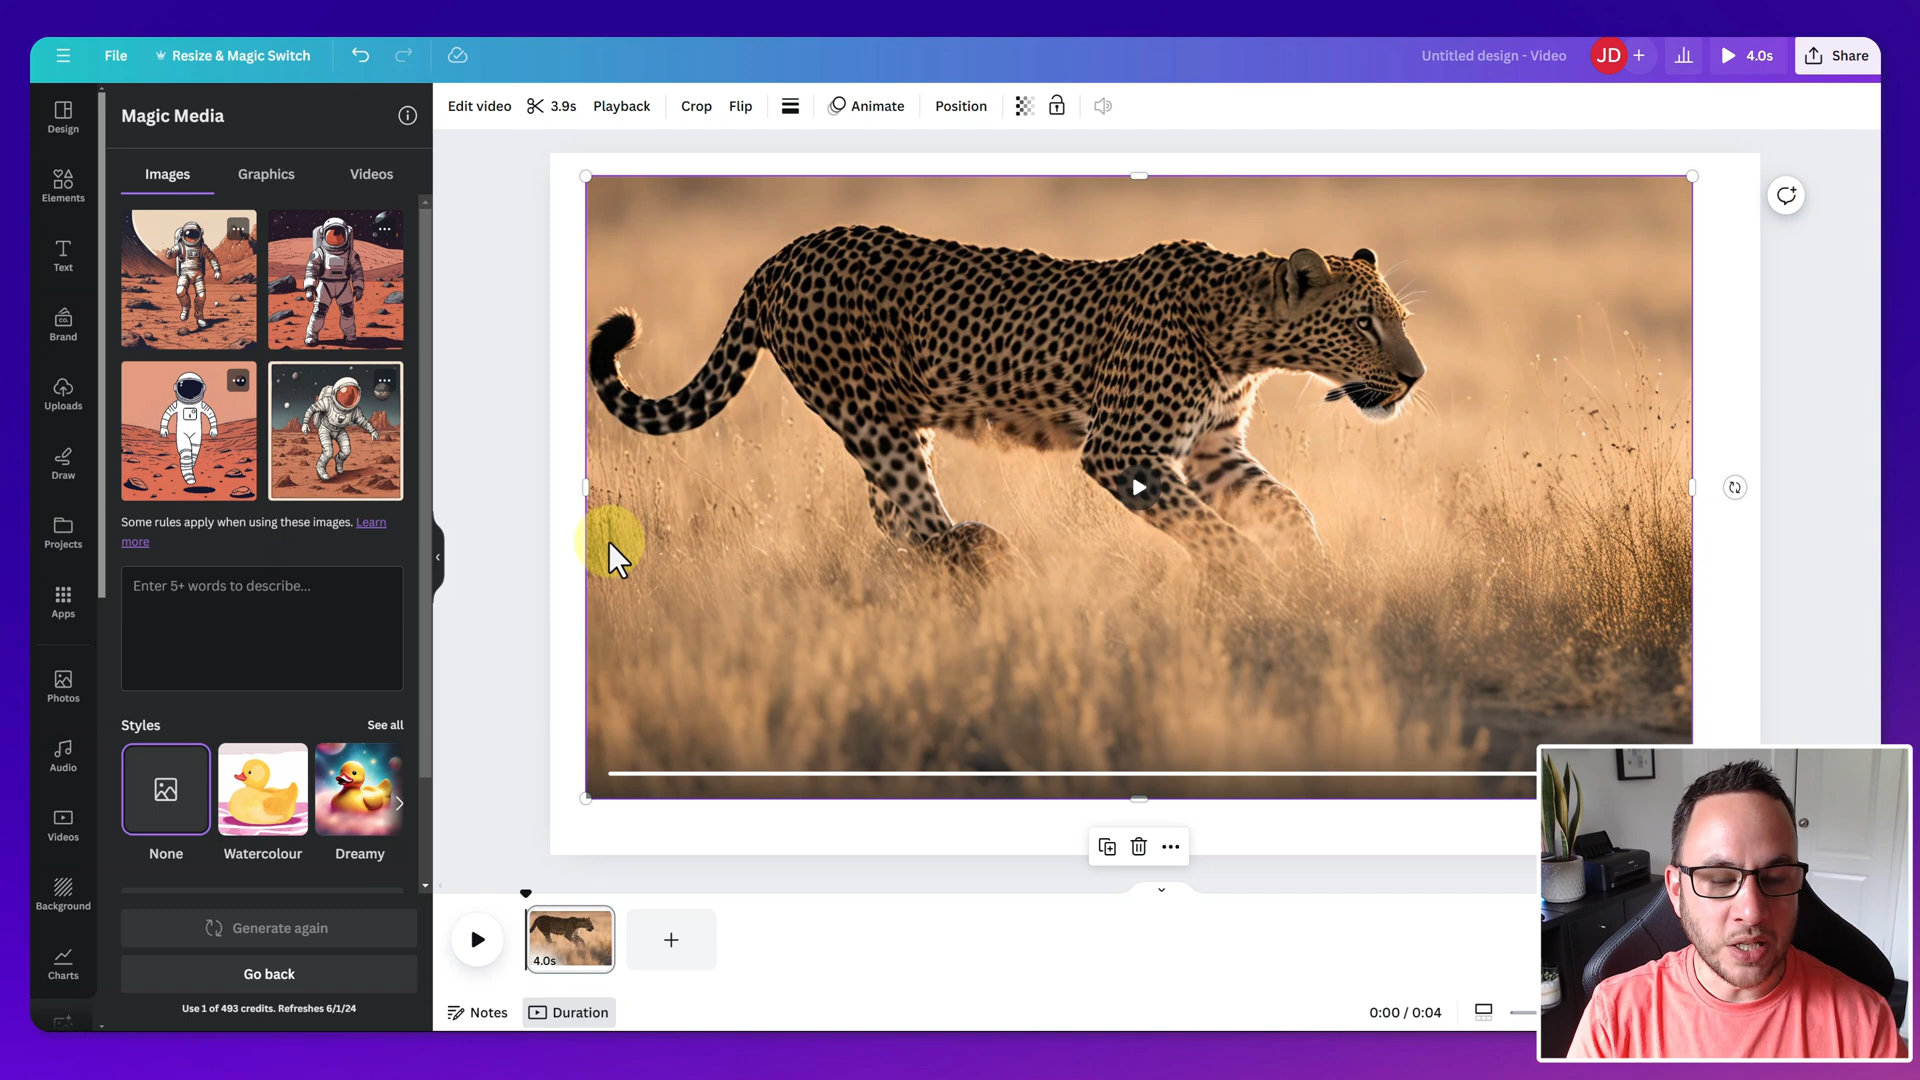 File
Resize & Magic Switch
Untitled design - Video
JD
4.0s
Share
Edit video
3.9s
Playback
Crop
Flip
Animate
Position
Design
Elements
Text
CO.
Brand
Uploads
Draw
Projects
Apps
Photos
Audio
Videos
Background
Charts
Magic Media
Images
Graphics
Videos
Some rules apply when using these images. Learn
more
Enter 5+ words to describe...
Styles
See all
None
Watercolour
Dreamy
Generate again
Go back
Use 1 of 493 credits. Refreshes 6/1/24
4.0s
Notes
Duration
0:00 / 0:04